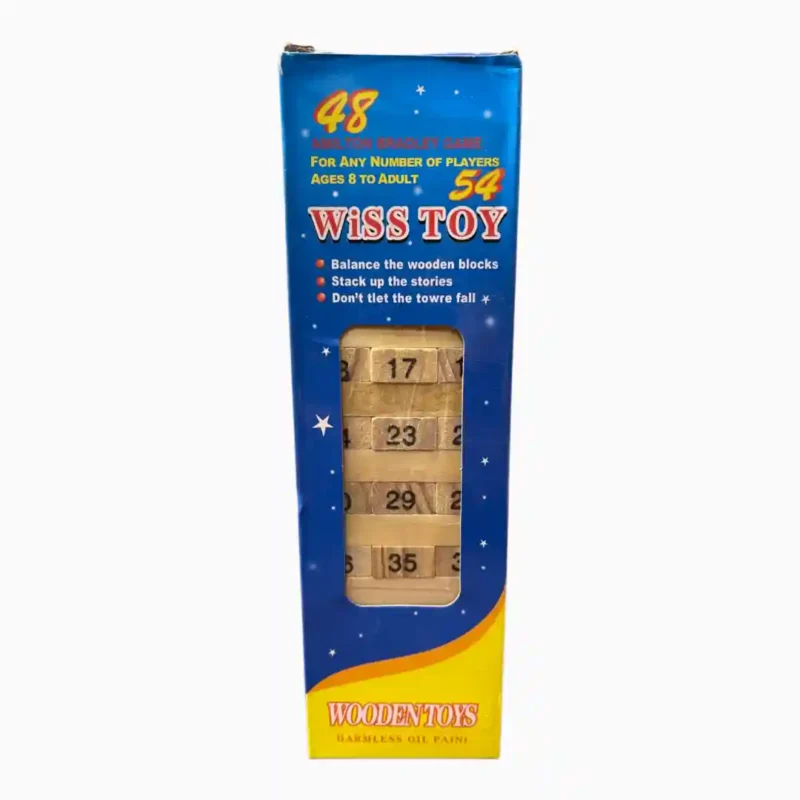 48
BRADLEY GAME
FOR ANY NUMBER OF PLAYERS
AGES 8 TO ADULT
54
WiSS TOY
Balance the wooden blocks
Stack up the stories
Don't tlet the towre fall
17
23
29
35
WOODEN TOYS
HARMLESS OIL PAINT